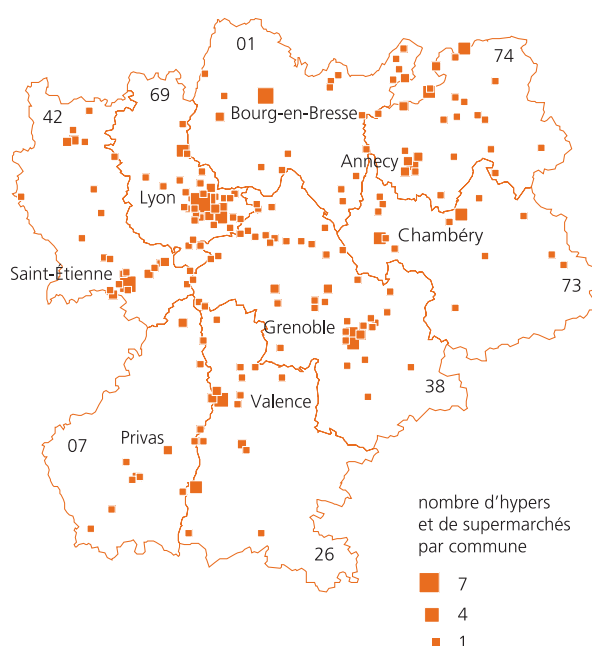 01
74
69
42
Bourg-en-Bresse
Annecy
Lyon
Chambéry
Saint-Étienne
73
Grenoble
38
Valence
07
Privas
26
nombre d'hypers
et de supermarchés
par commune
7
4
1